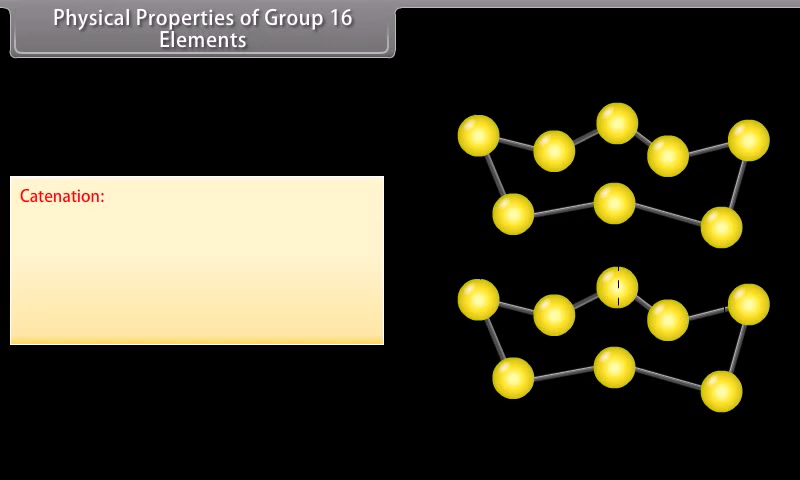 Physical Properties of Group 16
Elements
Catenation: